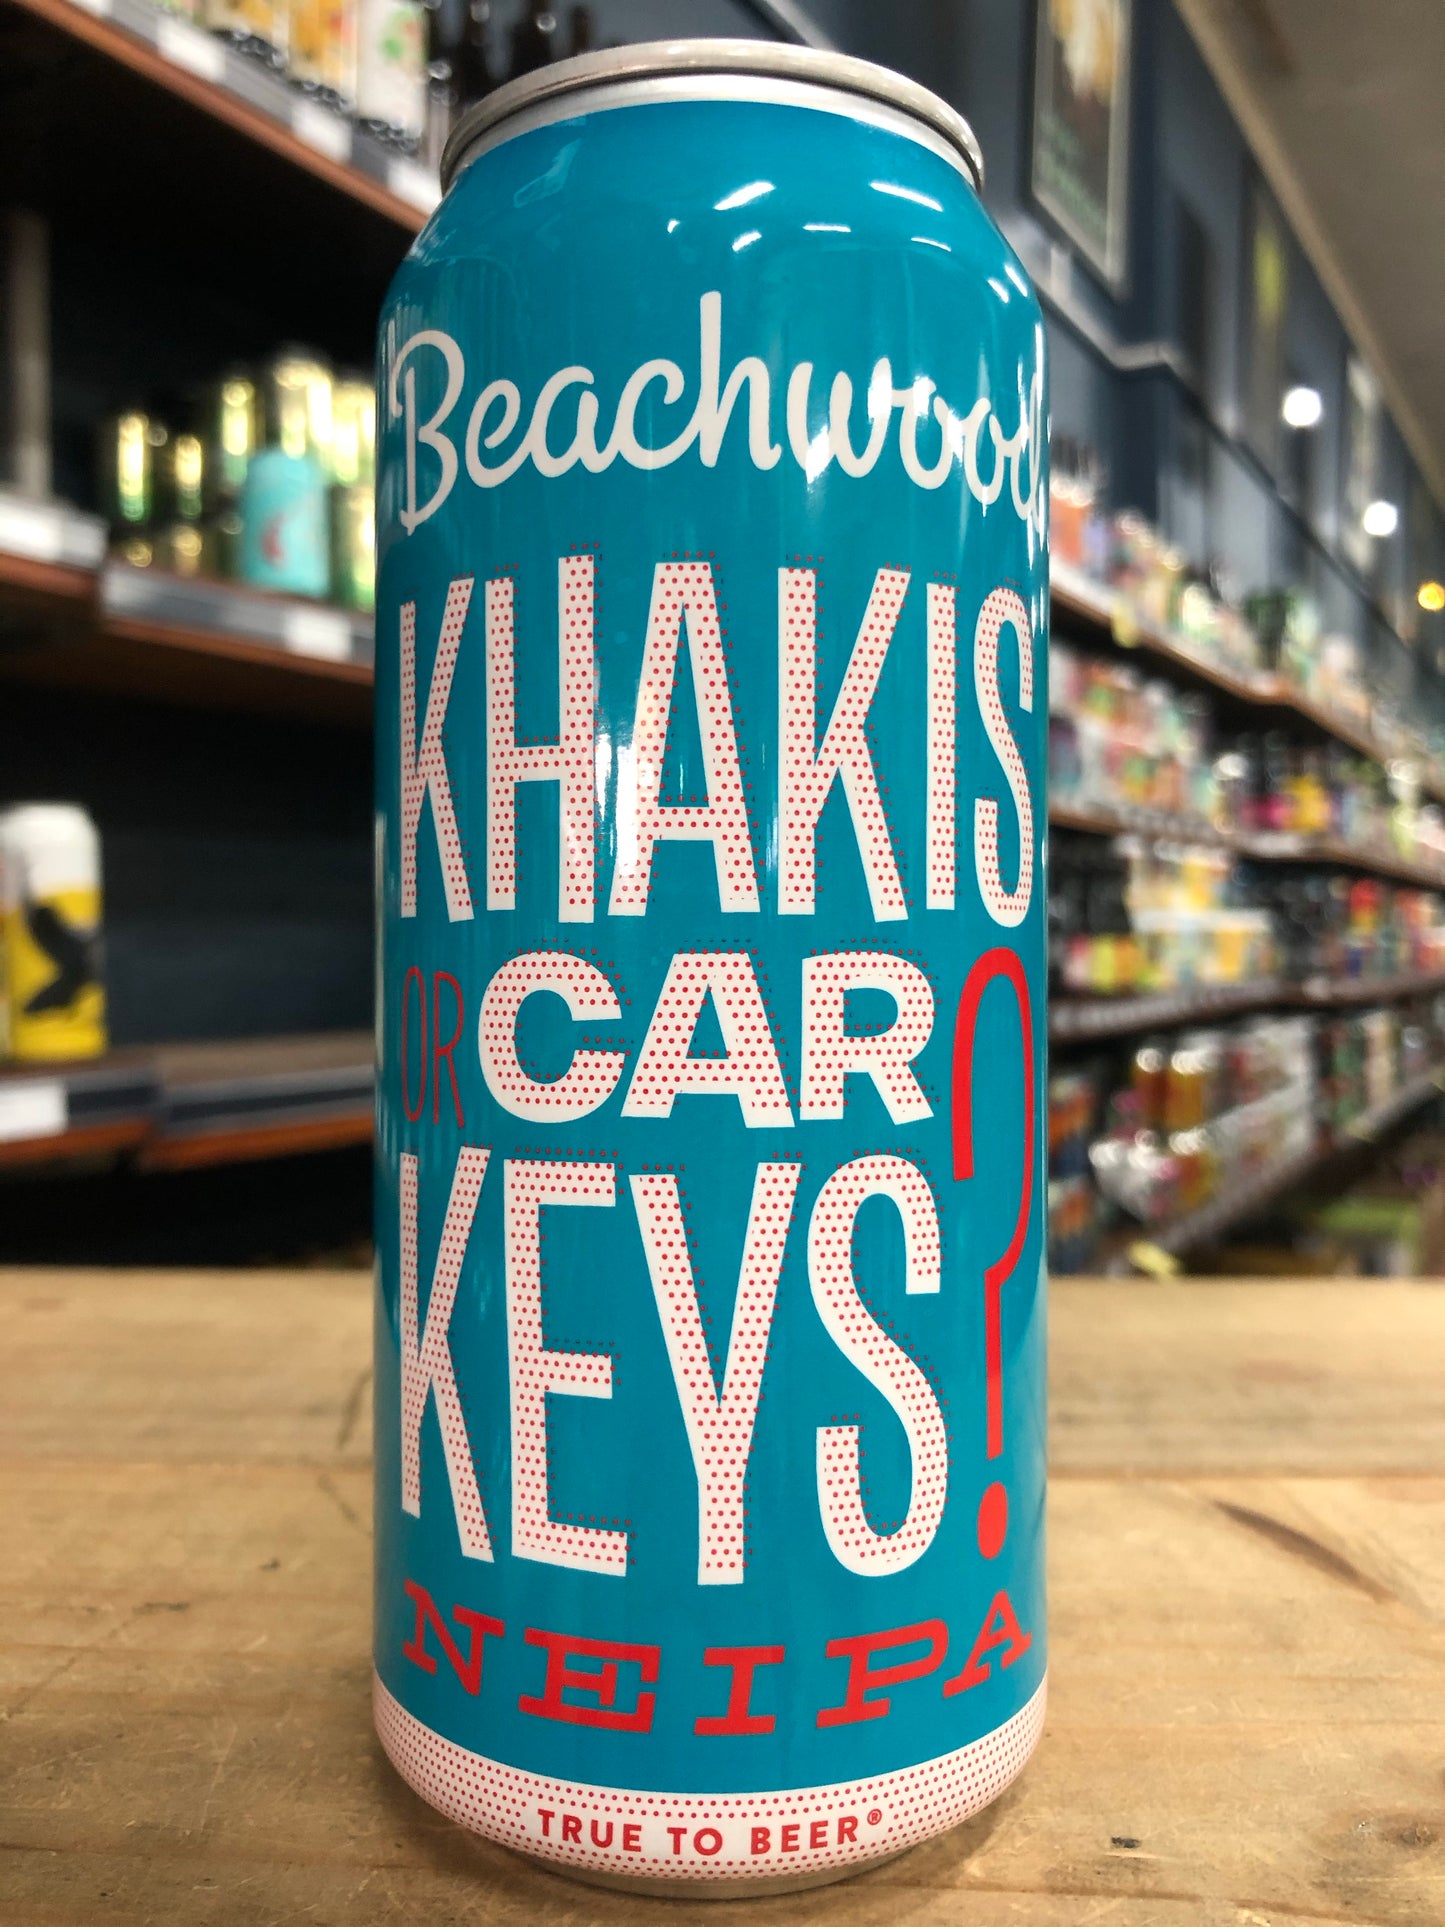 Beachwood
KHAKIS
OR CAR
KEYS?
NEIPA
TRUE TO BEER®